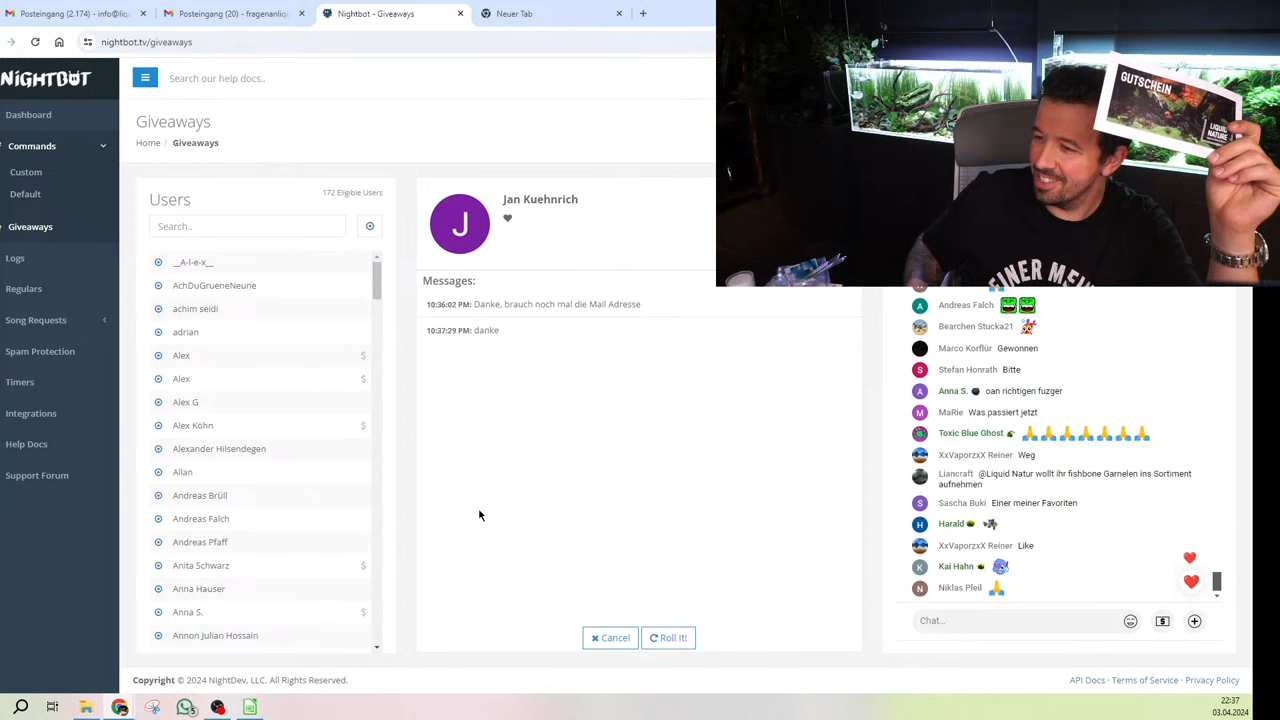 Posteingang (2.174) - info@liq
Posteingang (20) - fragenanliq
Nightbot - Giveaways
Neuer Tab
nightbot.tv/giveaways
NiGHTBOT
Search our help docs..
Dashboard
Commands
Custom
Default
Giveaways
Logs
Regulars
Song Requests
Spam Protection
Timers
Integrations
Help Docs
Support Forum
Giveaways
Home / Giveaways
Users
172 Eligible Users
Search..
__A-l-e-x__
AchDuGrueneNeune
achim seidi
adrian
Alex $
Alex $
Alex G
Alex Köhn $
Alexander Hilsendegen
Allan
Andreas Brüll
Andreas Falch
Andreas Pfaff
Anita Schwarz $
Anna Hauser
Anna S. $
Annon Julian Hossain
J
Jan Kuehnrich
Messages:
10:36:02 PM: Danke, brauch noch mal die Mail Adresse
10:37:29 PM: danke
Cancel
Roll It!
GUTSCHEIN
LIQUID
NATURE
EINER MEI
A Andreas Falch
Bearchen Stucka21
Marco Korflür Gewonnen
S Stefan Honrath Bitte
A Anna S. oan richtigen fuzger
M MaRie Was passiert jetzt
Toxic Blue Ghost 🙏🙏🙏🙏🙏🙏🙏
XxVaporzxX Reiner Weg
Liancraft @Liquid Natur wollt ihr fishbone Garnelen ins Sortiment
aufnehmen
S Sascha Buki Einer meiner Favoriten
H Harald
XxVaporzxX Reiner Like
K Kai Hahn
N Niklas Pleil 🙏
Chat...
Copyright © 2024 NightDev, LLC. All Rights Reserved.
API Docs · Terms of Service · Privacy Policy
5
22:37
03.04.2024